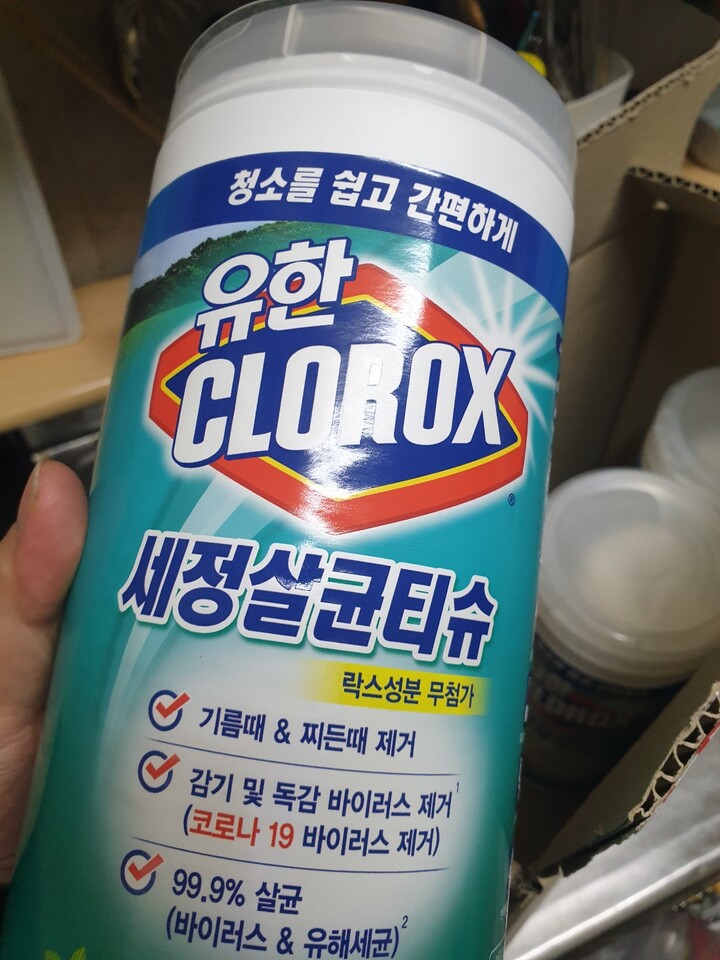 청소를 쉽고 간편하게
유한
CLOROX
®
세정살균티슈
락스성분 무첨가
기름때 & 찌든때 제거
감기 및 독감 바이러스 제거1
(코로나 19 바이러스 제거)
99.9% 살균
(바이러스 & 유해세균)2
CLOROX